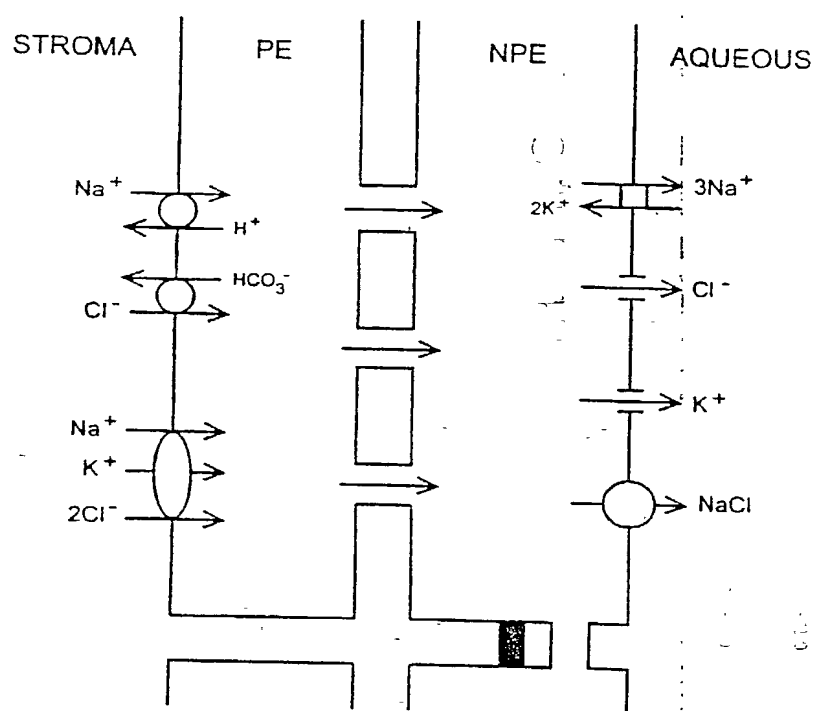 STROMA PE NPE AQUEOUS
Na⁺
H⁺
HCO₃⁻
Cl⁻
Na⁺
K⁺
2Cl⁻
3Na⁺
2K⁺
Cl⁻
K⁺
NaCl